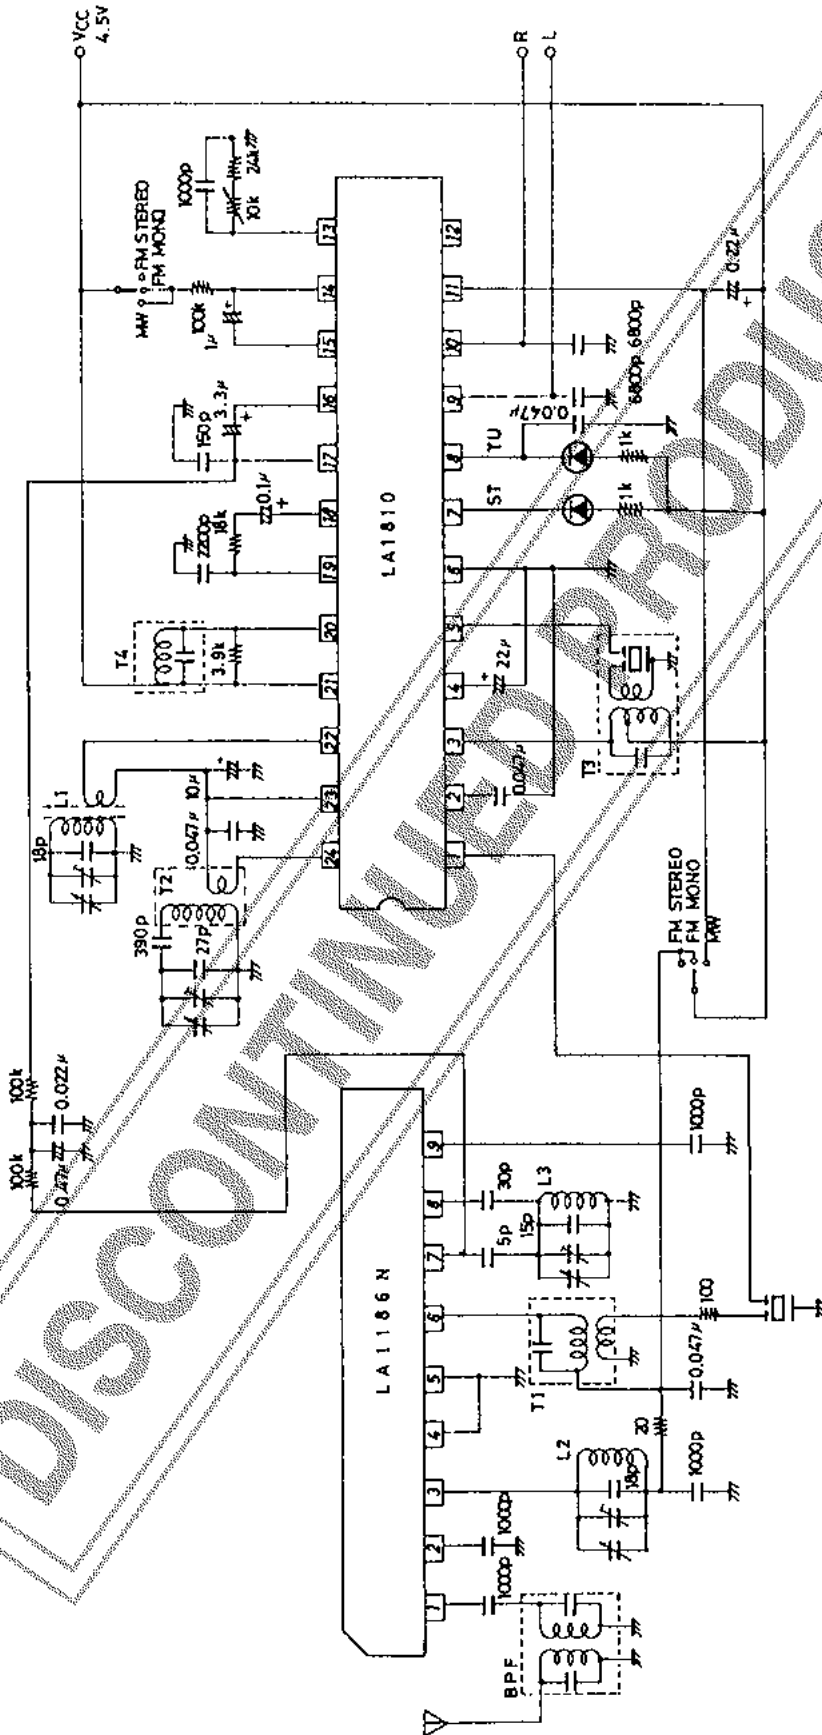 VCC
4.5V
R
L
1000p
10k
24k
FM STEREO
FM MONO
MW
100k
1μ
150p
3.3μ
2200p
18k
0.1μ
T4
3.9k
L1
18p
10μ
0.047μ
T2
390p
27p
100k
0.022μ
100k
0.47μ
24
23
22
21
20
19
18
17
16
15
14
13
LA1810
1
2
3
4
5
6
7
8
9
10
11
12
0.047μ
22μ
ST
TU
0.047μ
1k
1k
6800p
6800p
0.22μ
T3
FM STEREO
FM MONO
MW
LA1186N
1
2
3
4
5
6
7
8
9
1000p
1000p
BPF
L2
18p
20
1000p
T1
0.047μ
100
5p
30p
15p
L3
1000p
DISCONTINUED PRODUC